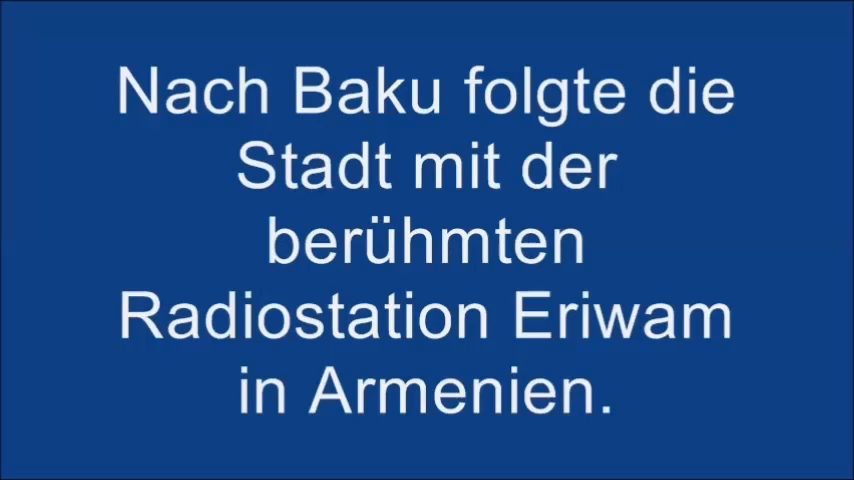 Nach Baku folgte die
Stadt mit der
berühmten
Radiostation Eriwam
in Armenien.